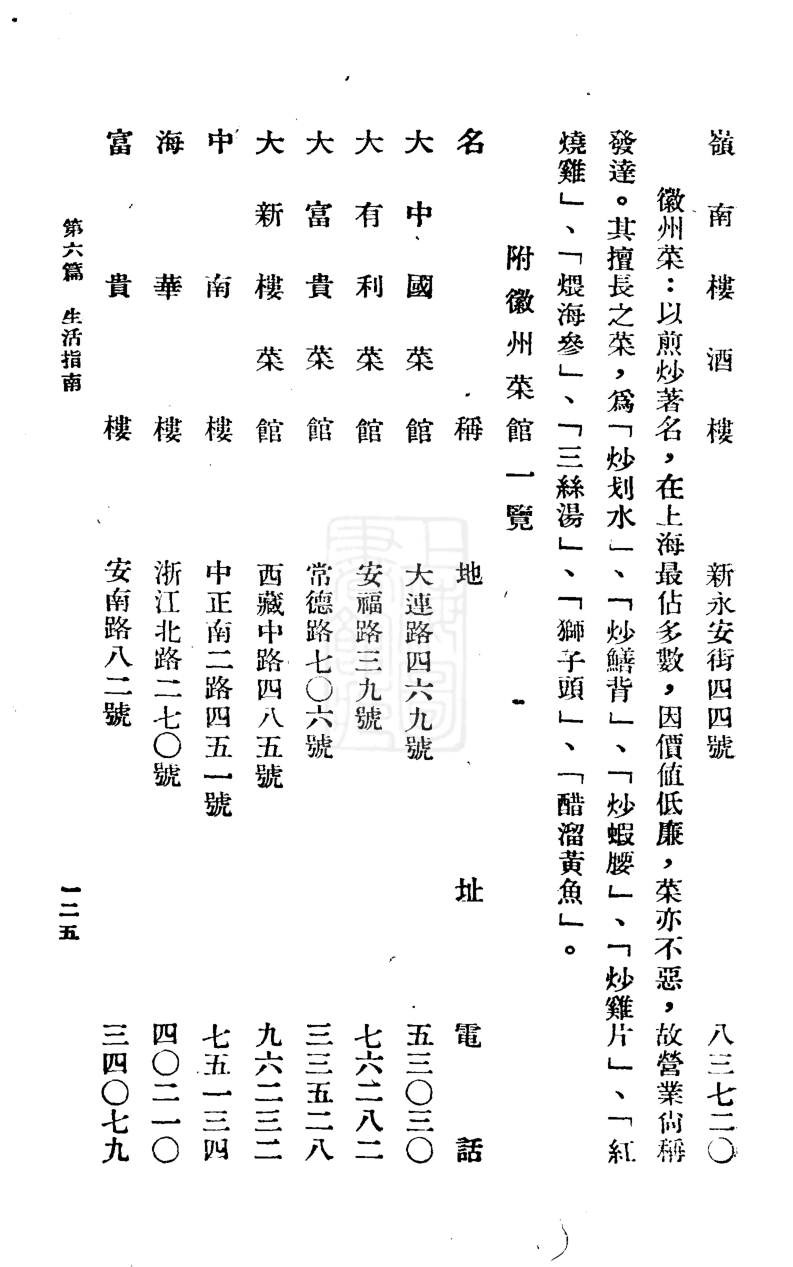 嶺南樓酒樓 新永安街四四號 八三七二〇
徽州菜：以煎炒著名，在上海最佔多數，因價值低廉，菜亦不惡，故營業尚稱
發達。其擅長之菜，爲「炒划水」、「炒鱔背」、「炒蝦腰」、「炒雞片」、「紅
燒雞」、「煨海參」、「三絲湯」、「獅子頭」、「醋溜黃魚」。
附徽州菜館一覽
名稱 地址 電話
大中國菜館 大連路四六九號 五三〇三〇
大有利菜館 安福路三九號 七六二八二
大富貴菜館 常德路七〇六號 三三五二八
大新樓菜館 西藏中路四八五號 九六二三二
中南樓 中正南二路四五一號 七五一三四
海華樓 浙江北路二七〇號 四〇二一〇
富貴樓 安南路八二號 三四〇七九
第六篇 生活指南
一二五